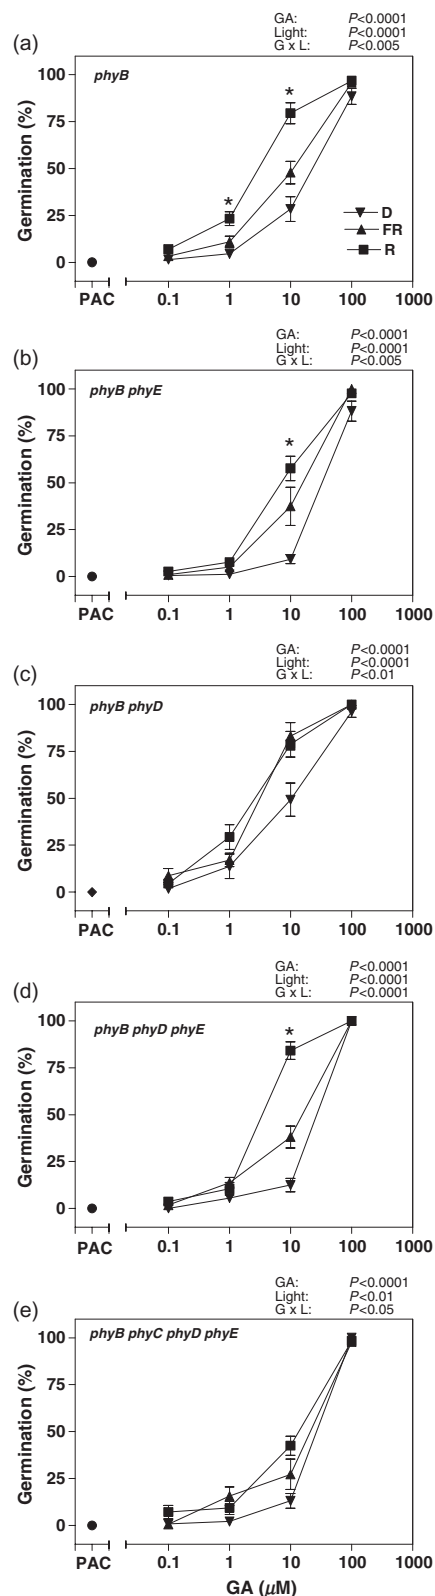 GA: P<0.0001
Light: P<0.0001
G x L: P<0.005
(a)
phyB
100
75
50
25
0
Germination (%)
*
*
D
FR
R
PAC 0.1 1 10 100 1000
GA: P<0.0001
Light: P<0.0001
G x L: P<0.005
(b)
phyB phyE
100
75
50
25
0
Germination (%)
*
PAC 0.1 1 10 100 1000
GA: P<0.0001
Light: P<0.0001
G x L: P<0.01
(c)
phyB phyD
100
75
50
25
0
Germination (%)
PAC 0.1 1 10 100 1000
GA: P<0.0001
Light: P<0.0001
G x L: P<0.0001
(d)
phyB phyD phyE
100
75
50
25
0
Germination (%)
*
PAC 0.1 1 10 100 1000
GA: P<0.0001
Light: P<0.01
G x L: P<0.05
(e)
phyB phyC phyD phyE
100
75
50
25
0
Germination (%)
PAC 0.1 1 10 100 1000
GA (μM)